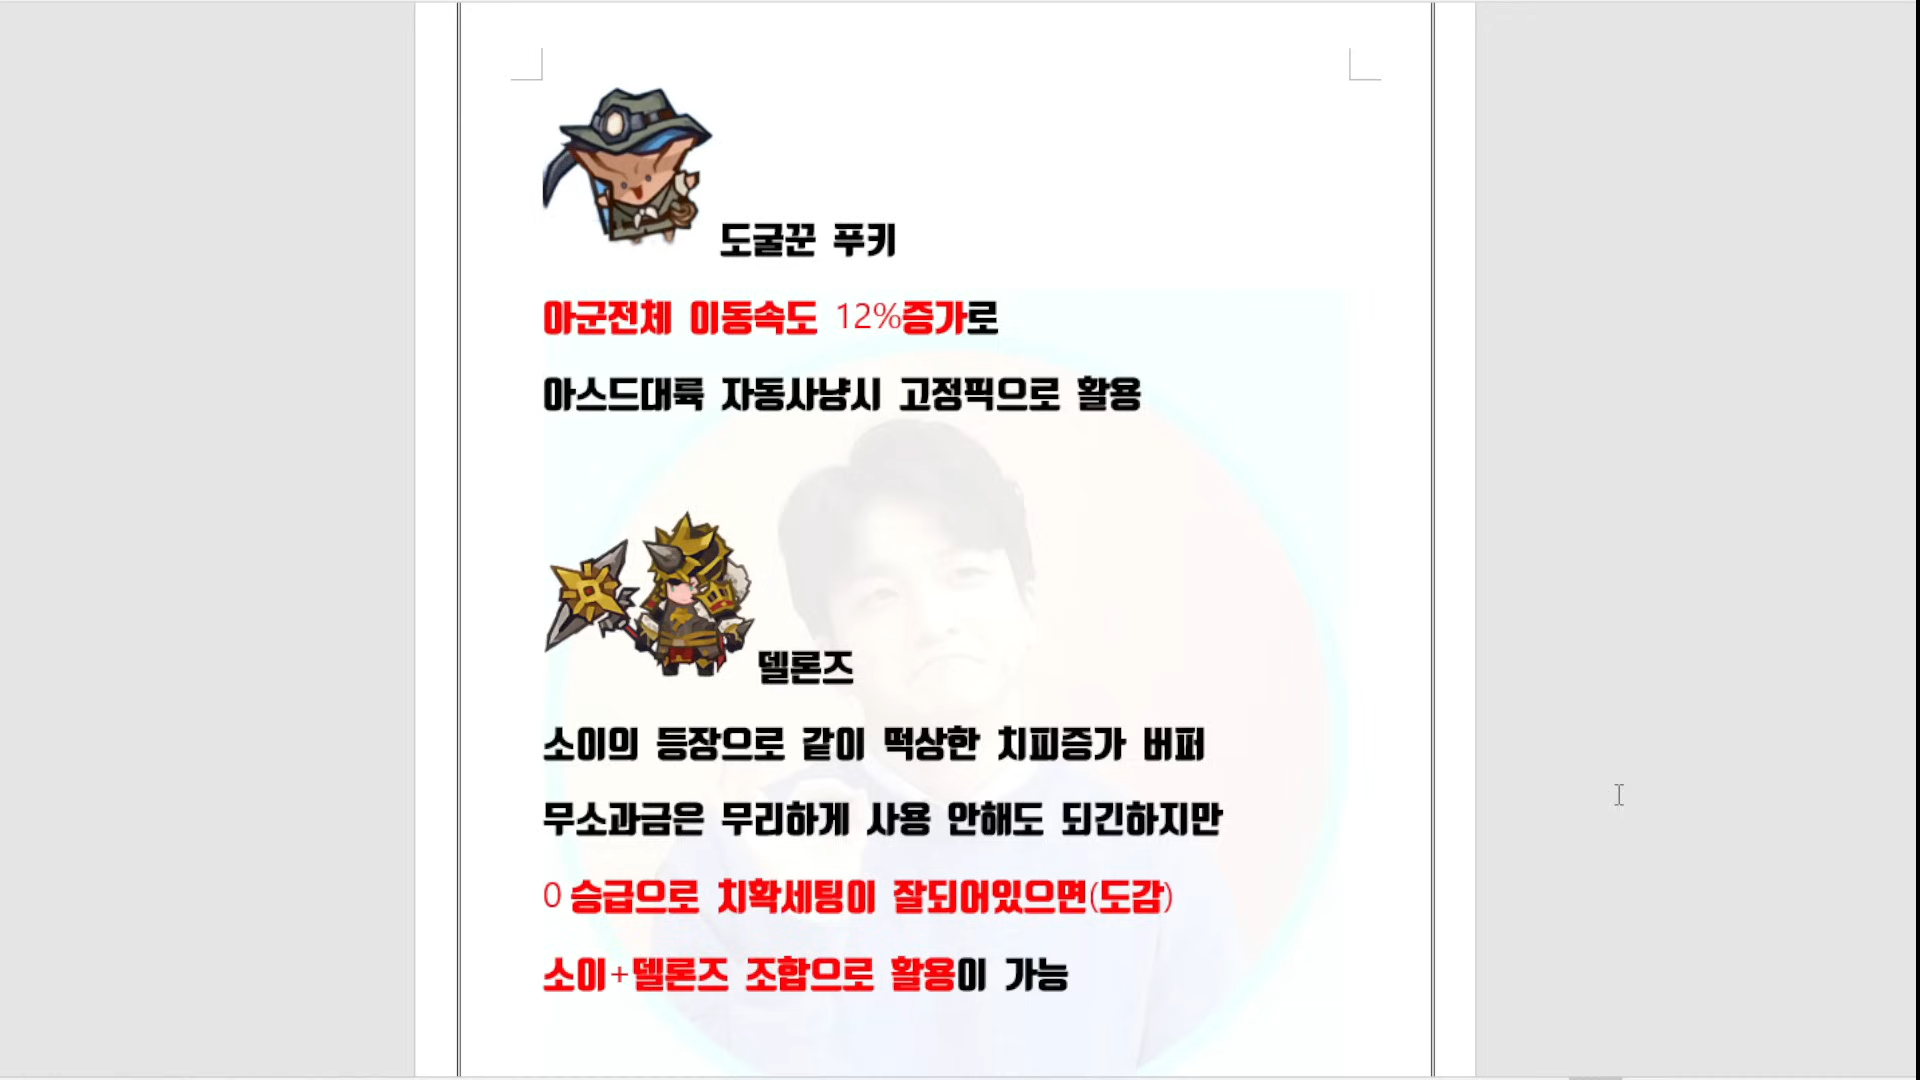 도굴꾼 푸키
아군전체 이동속도 12%증가로
아스드대륙 자동사냥시 고정픽으로 활용
델론즈
소이의 등장으로 같이 떡상한 치피증가 버퍼
무소과금은 무리하게 사용 안해도 되긴하지만
0 승급으로 치확세팅이 잘되어있으면(도감)
소이+델론즈 조합으로 활용이 가능